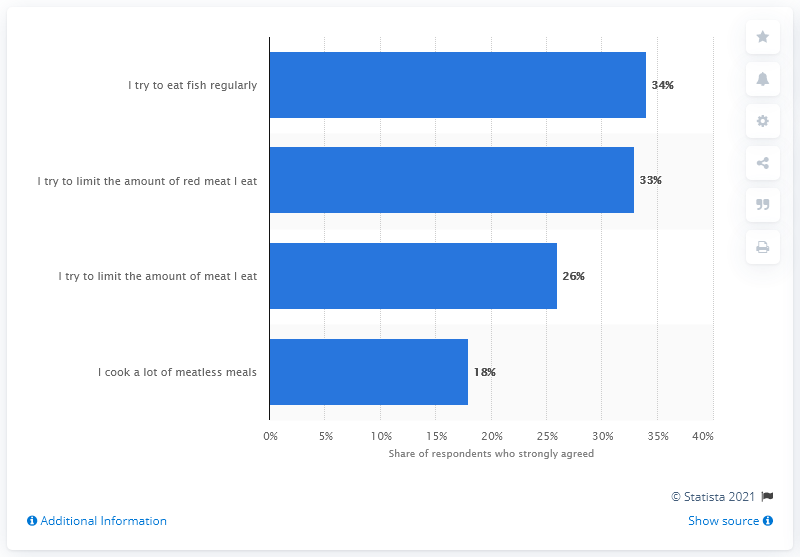 I try to eat fish regularly
34%
I try to limit the amount of red meat I eat
33%
I try to limit the amount of meat I eat
26%
I cook a lot of meatless meals
18%
0% 5% 10% 15% 20% 25% 30% 35% 40%
Share of respondents who strongly agreed
© Statista 2021
Additional Information
Show source